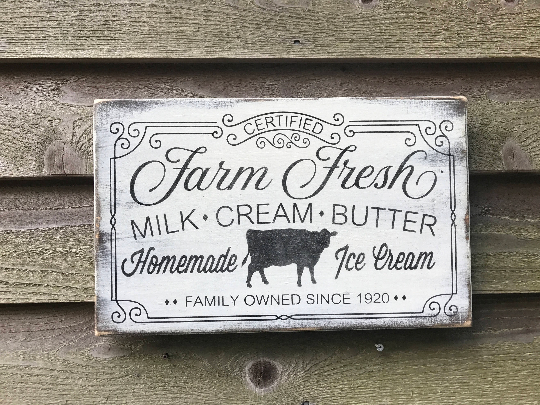 CERTIFIED
Farm Fresh
MILK • CREAM • BUTTER
Homemade Ice Cream
•• FAMILY OWNED SINCE 1920 ••